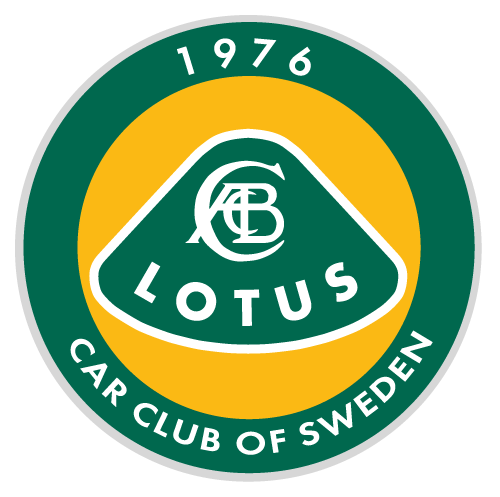 1976
ACBC
LOTUS
CAR CLUB OF SWEDEN